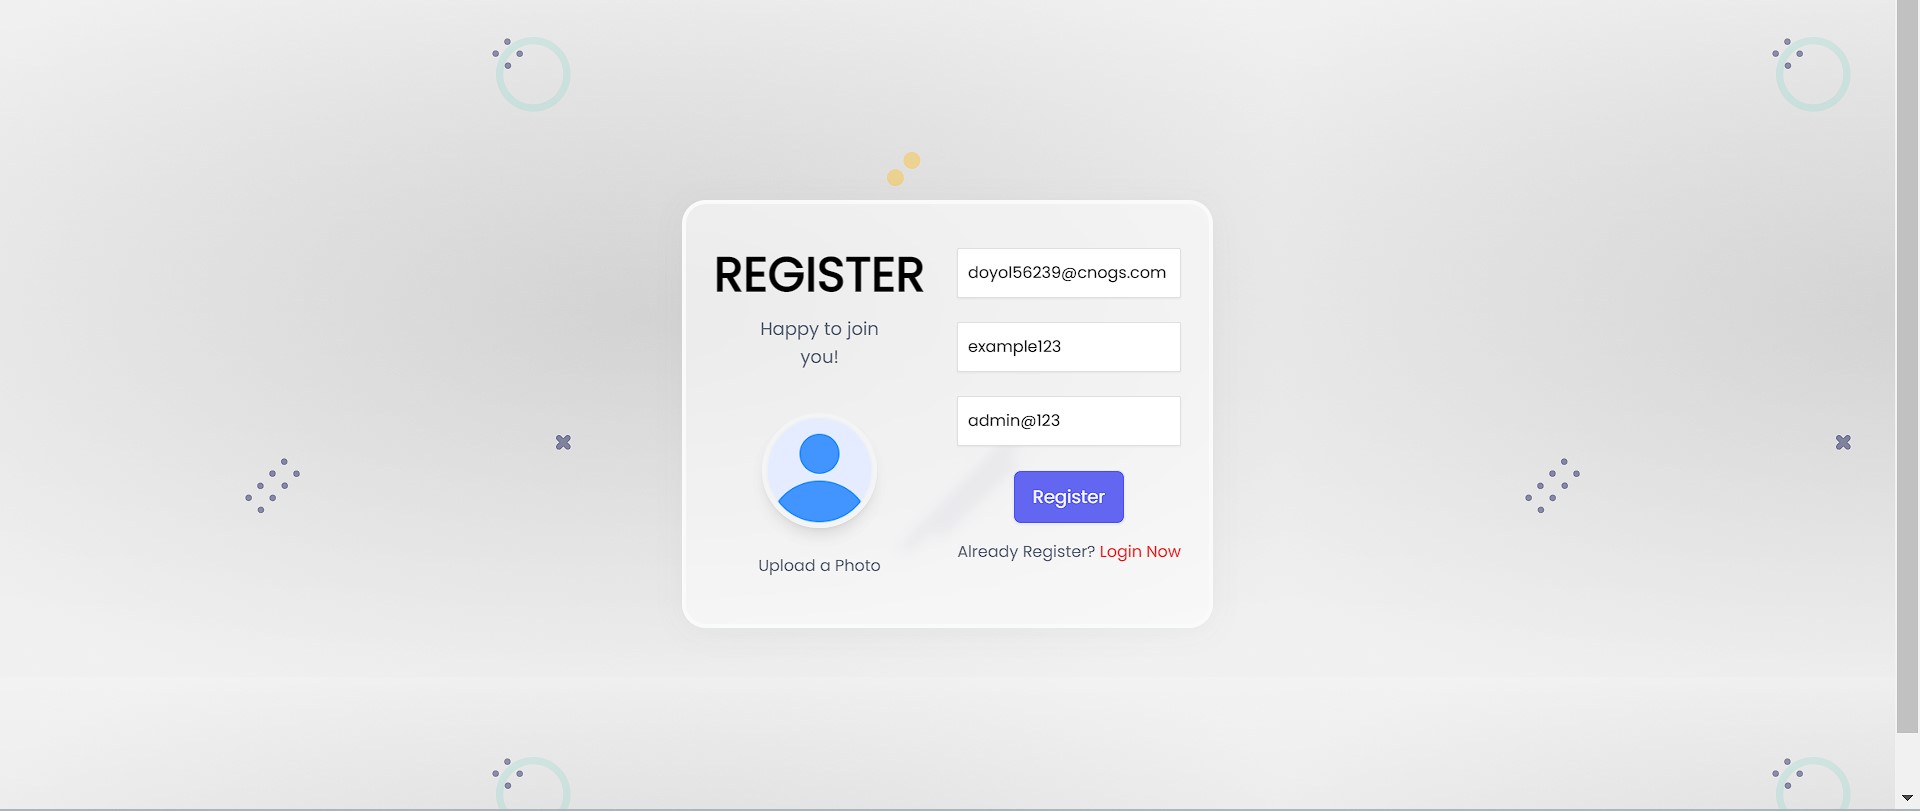 REGISTER
Happy to join
you!
Upload a Photo
doyol56239@cnogs.com
example123
admin@123
Register
Already Register? Login Now